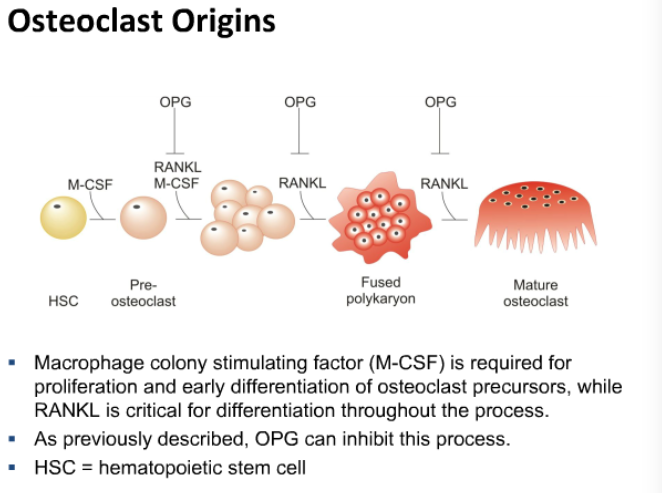 Osteoclast Origins
OPG OPG OPG
RANKL
M-CSF M-CSF RANKL RANKL
HSC
Pre-
osteoclast
Fused
polykaryon
Mature
osteoclast
▪ Macrophage colony stimulating factor (M-CSF) is required for
proliferation and early differentiation of osteoclast precursors, while
RANKL is critical for differentiation throughout the process.
▪ As previously described, OPG can inhibit this process.
▪ HSC = hematopoietic stem cell